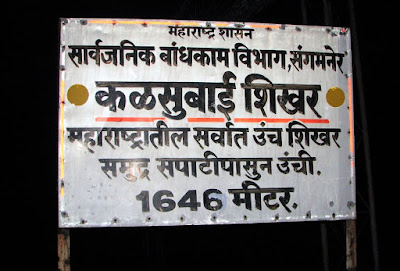 महाराष्ट्र शासन
सार्वजनिक बांधकाम विभाग, संगमनेर
कळसुबाई शिखर
महाराष्ट्रातील सर्वात उंच शिखर
समुद्र सपाटीपासुन उंची.
1646 मीटर.